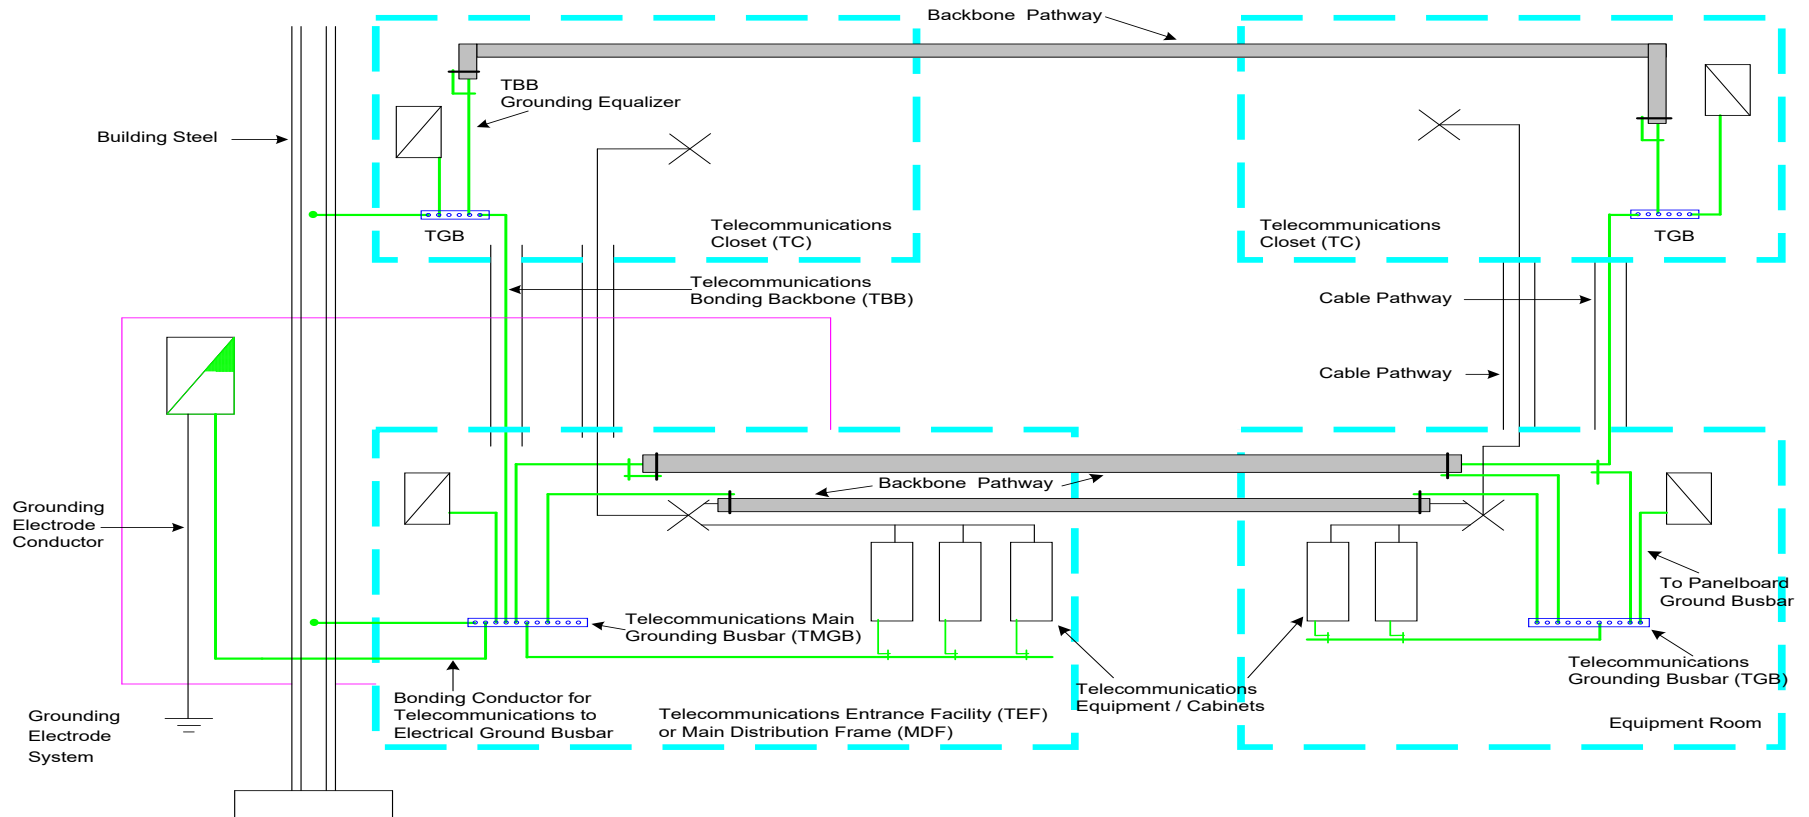 Backbone Pathway
TBB
Grounding Equalizer
Building Steel
Telecommunications
Closet (TC)
Telecommunications
Closet (TC)
TGB
TGB
Telecommunications
Bonding Backbone (TBB)
Cable Pathway
Cable Pathway
Backbone Pathway
Grounding
Electrode
Conductor
To Panelboard
Ground Busbar
Telecommunications Main
Grounding Busbar (TMGB)
Telecommunications
Grounding Busbar (TGB)
Bonding Conductor for
Telecommunications to
Electrical Ground Busbar
Telecommunications
Equipment / Cabinets
Telecommunications Entrance Facility (TEF)
or Main Distribution Frame (MDF)
Equipment Room
Grounding
Electrode
System